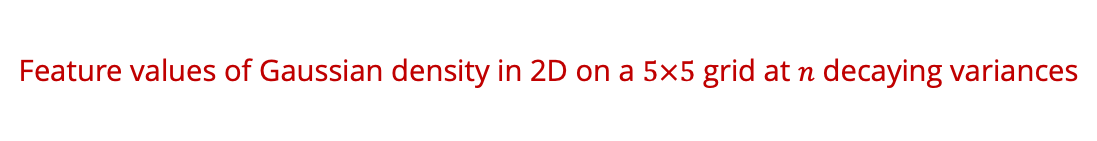 Feature values of Gaussian density in 2D on a 5×5 grid at n decaying variances